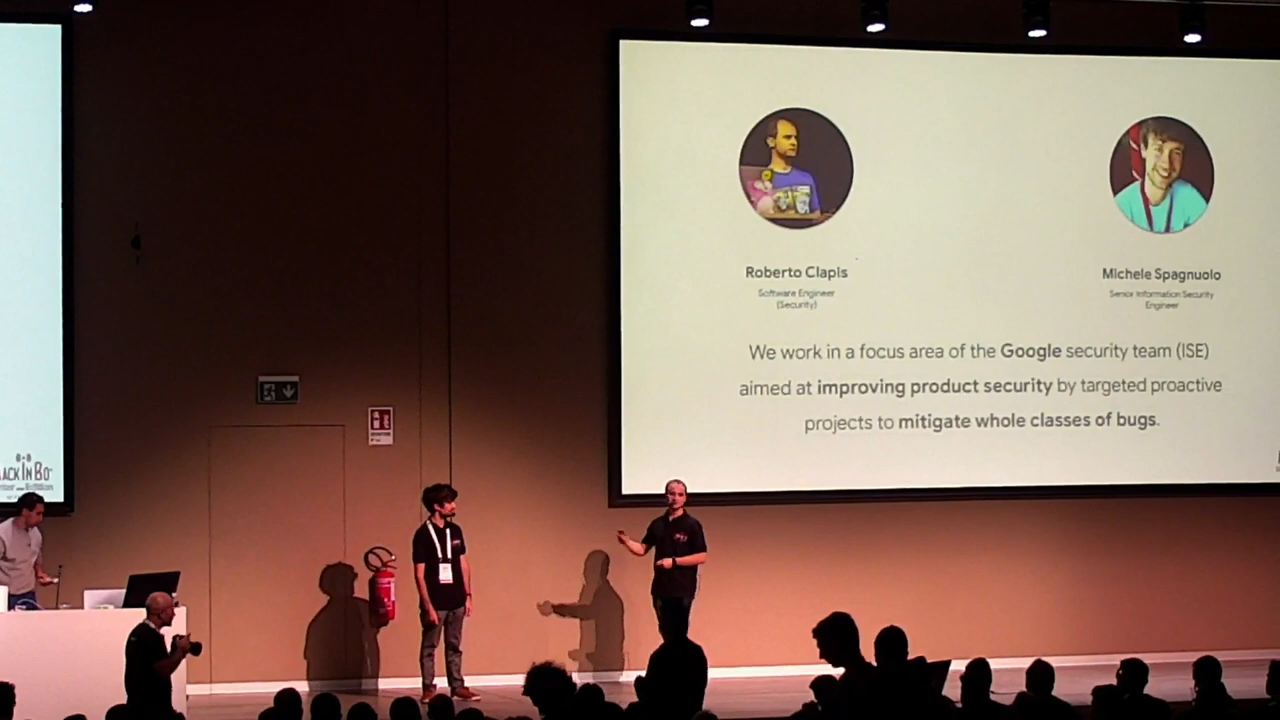 Roberto Clapis
Software Engineer
(Security)
Michele Spagnuolo
Senior Information Security
Engineer
We work in a focus area of the Google security team (ISE)
aimed at improving product security by targeted proactive
projects to mitigate whole classes of bugs.
ACKINBO